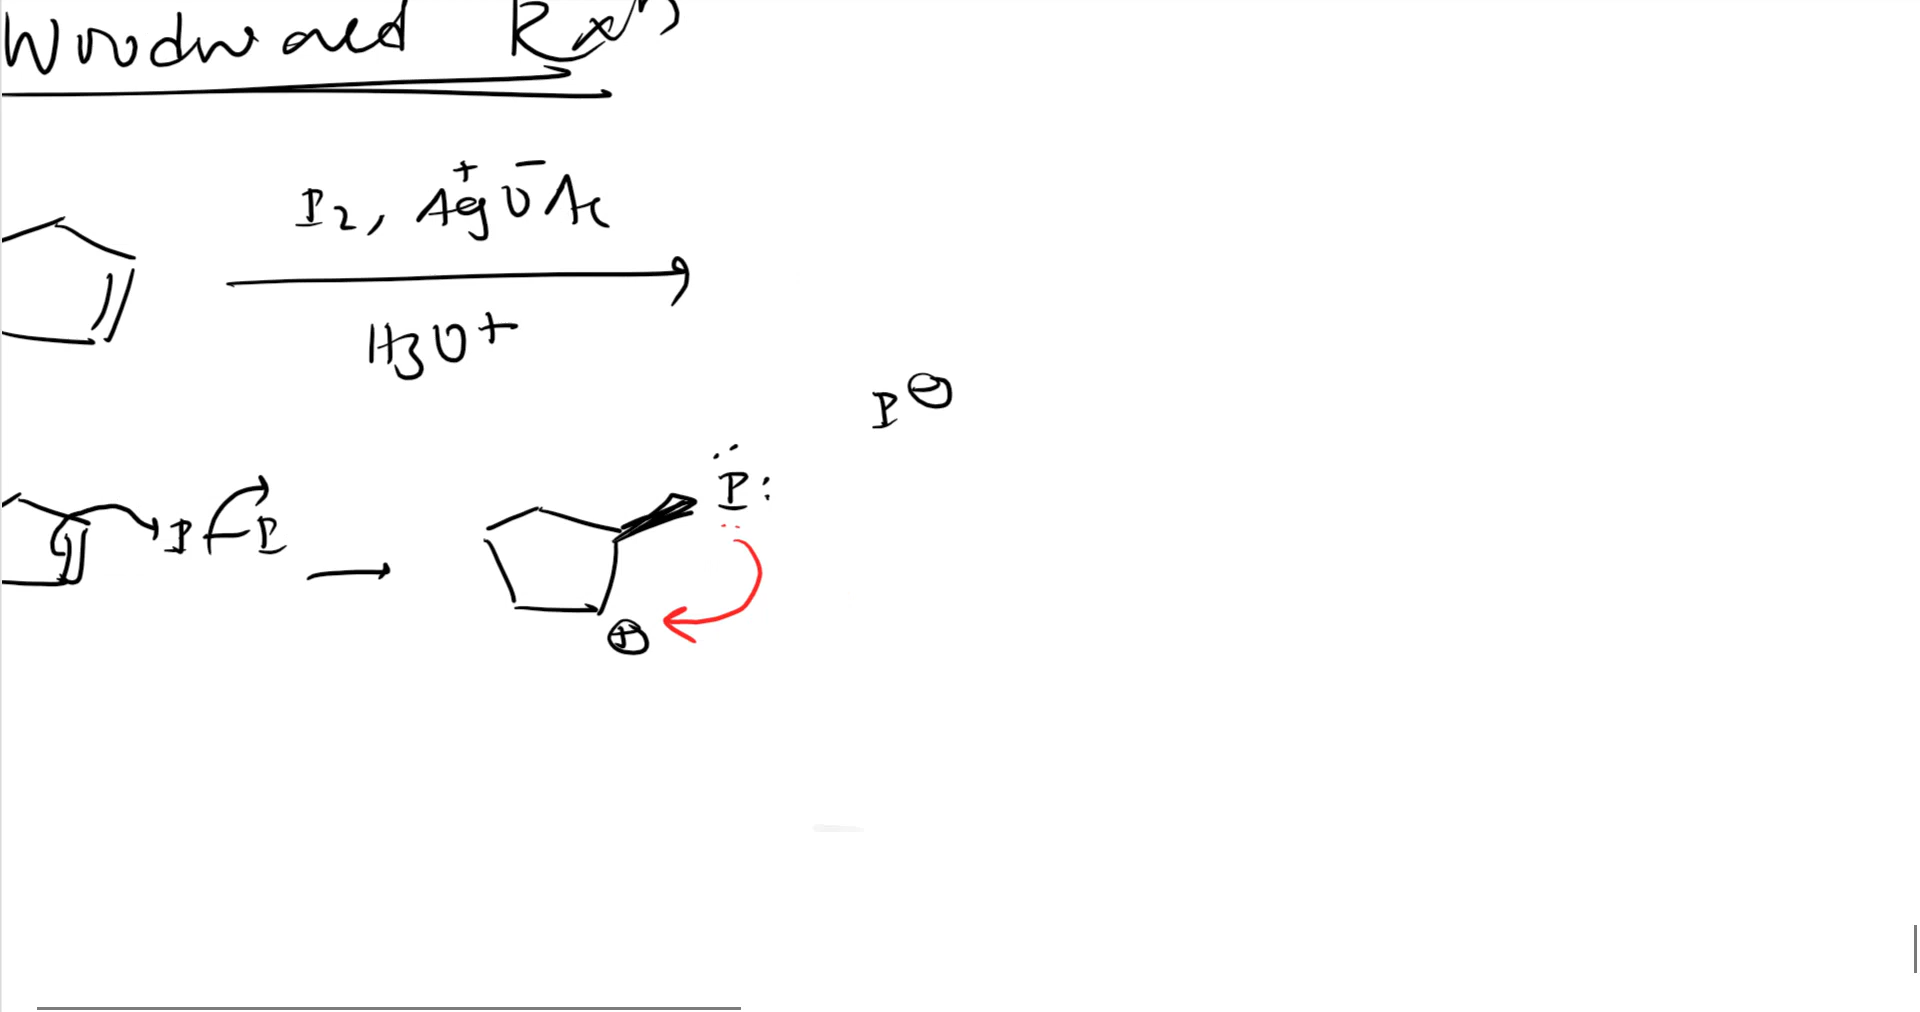 Woodward Rxn
I2, Ag+ O-Ac
H3O+
I⊖
I:
I I
⊕